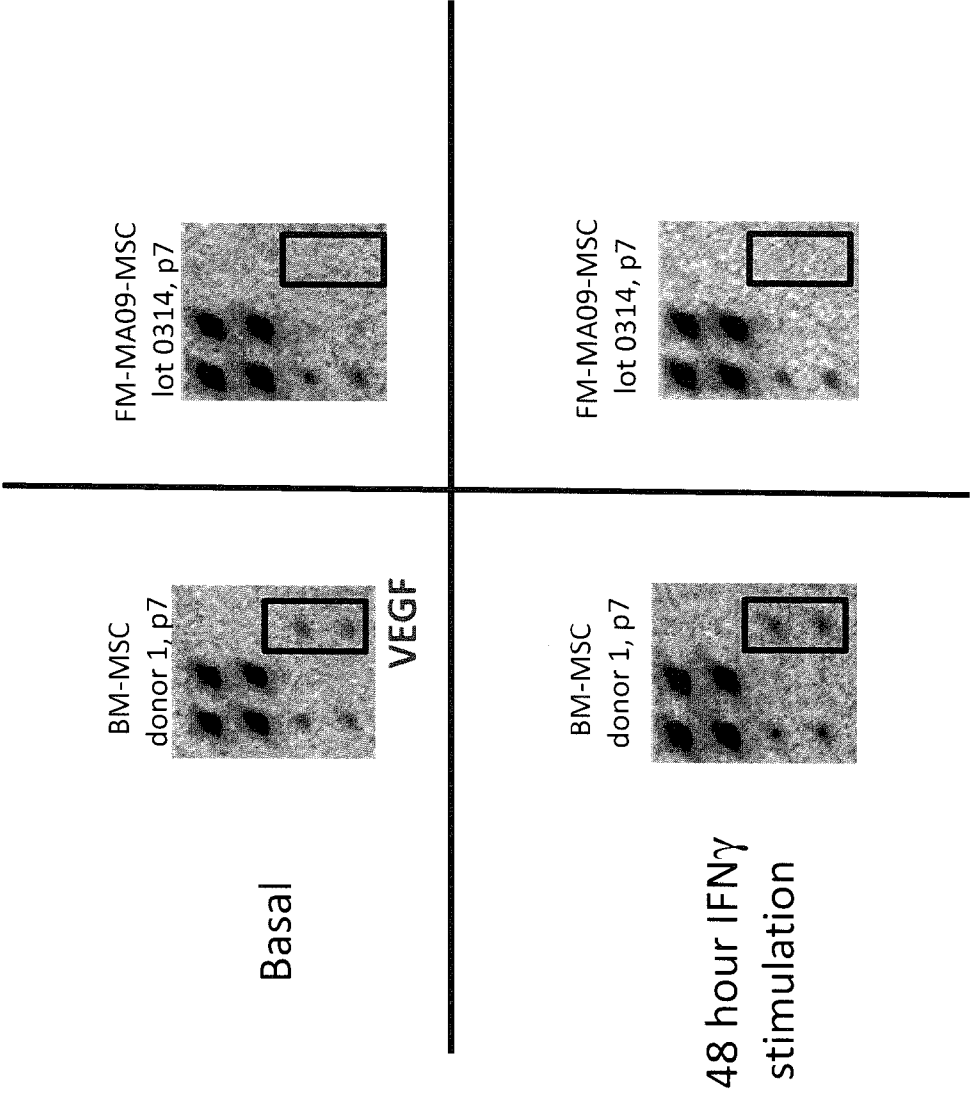 Basal
BM-MSC
donor 1, p7
VEGF
FM-MA09-MSC
lot 0314, p7
48 hour IFNγ
stimulation
BM-MSC
donor 1, p7
FM-MA09-MSC
lot 0314, p7